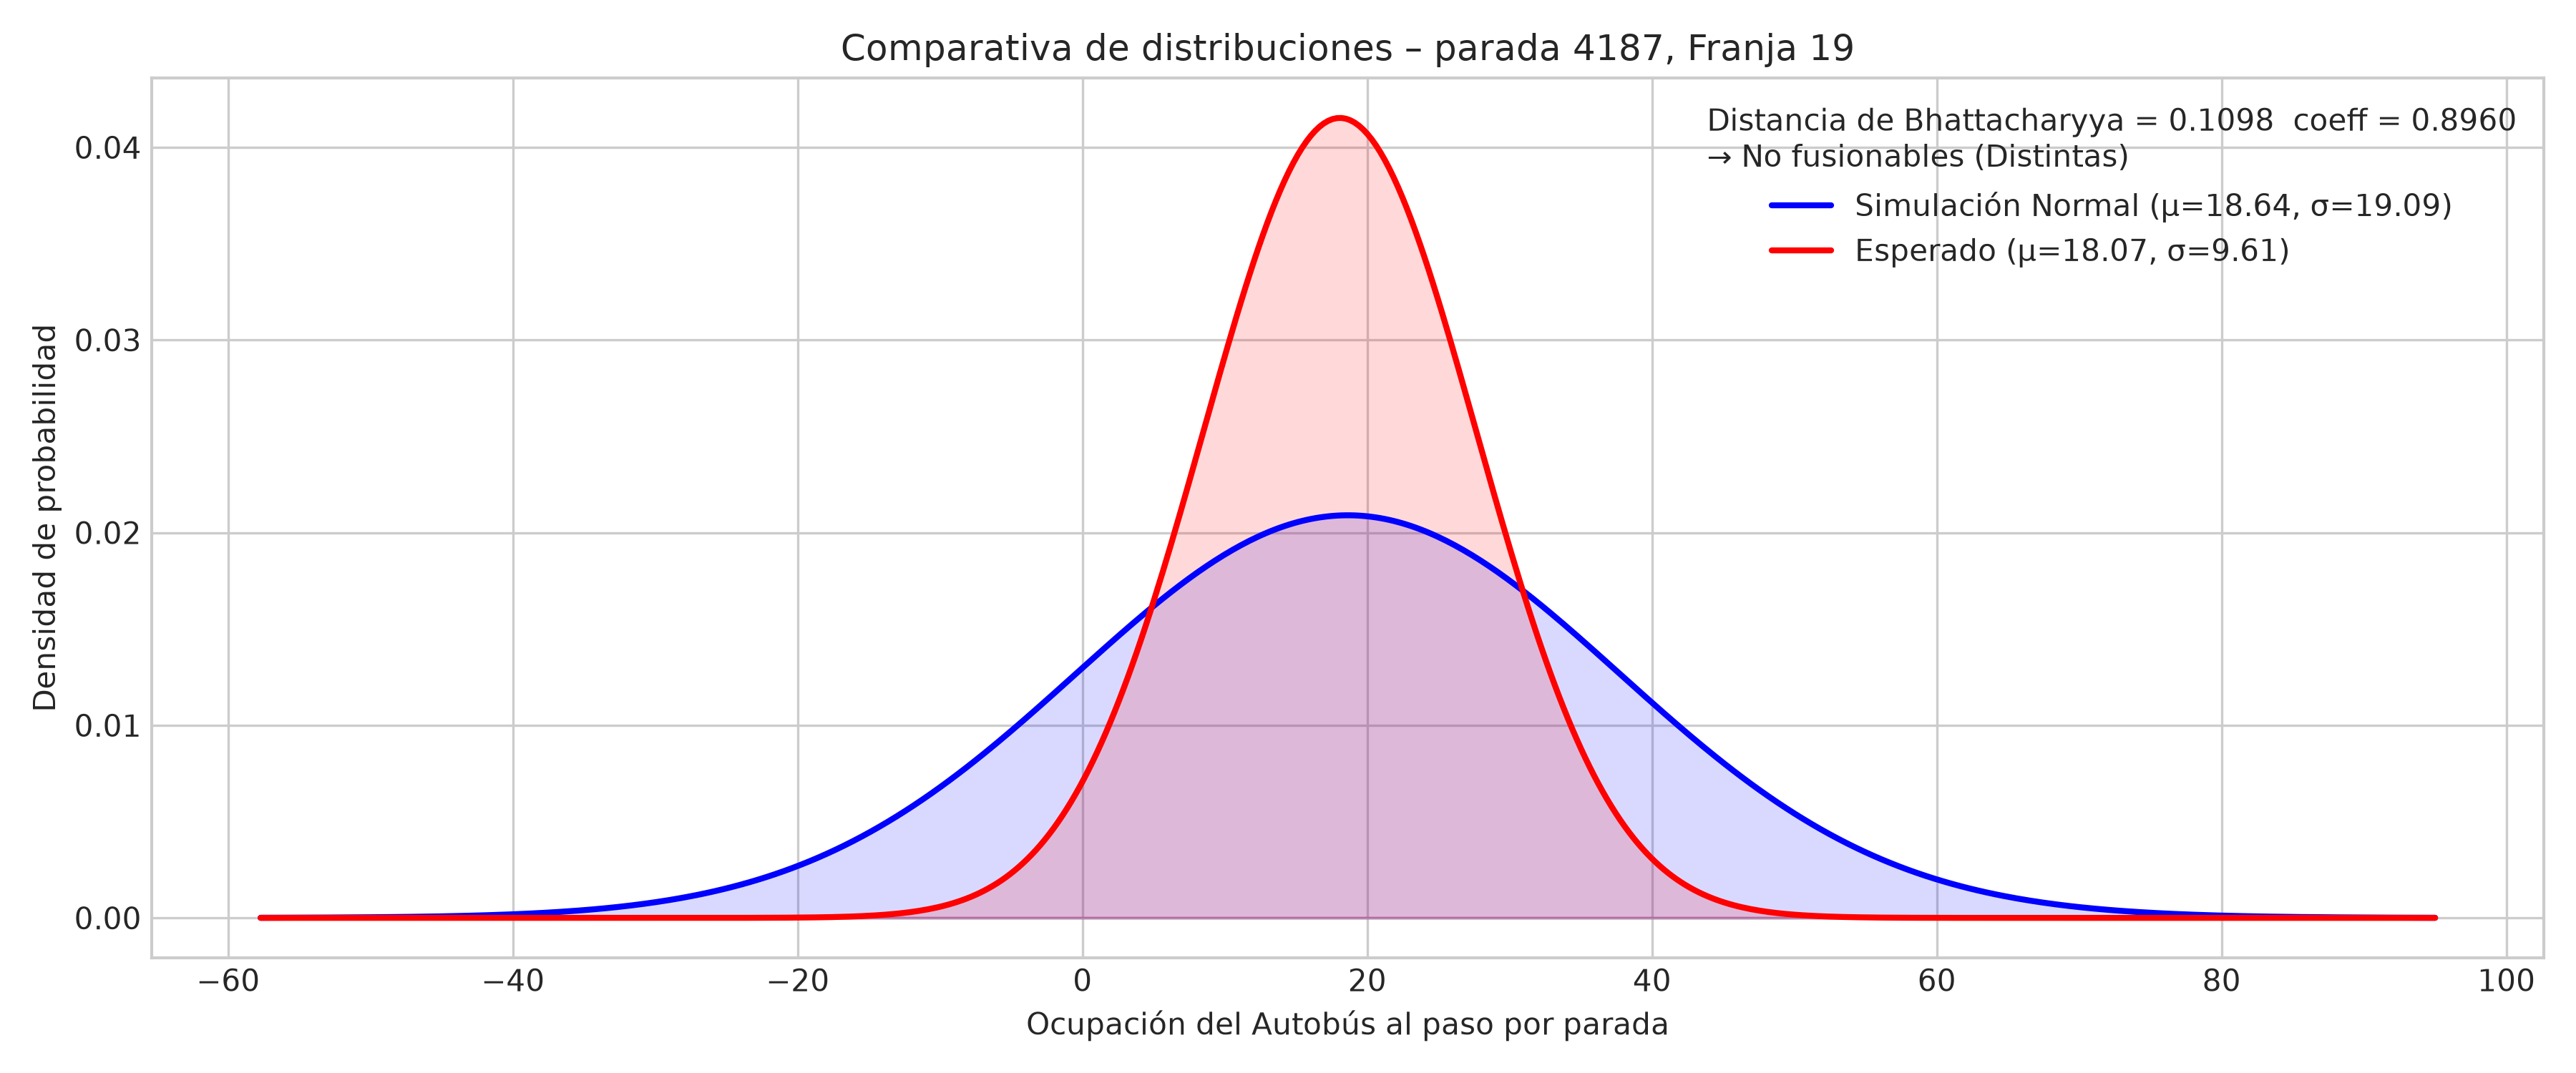 Comparativa de distribuciones – parada 4187, Franja 19
Distancia de Bhattacharyya = 0.1098  coeff = 0.8960
→ No fusionables (Distintas)
Simulación Normal (μ=18.64, σ=19.09)
Esperado (μ=18.07, σ=9.61)
Densidad de probabilidad
0.04
0.03
0.02
0.01
0.00
−60 −40 −20 0 20 40 60 80 100
Ocupación del Autobús al paso por parada